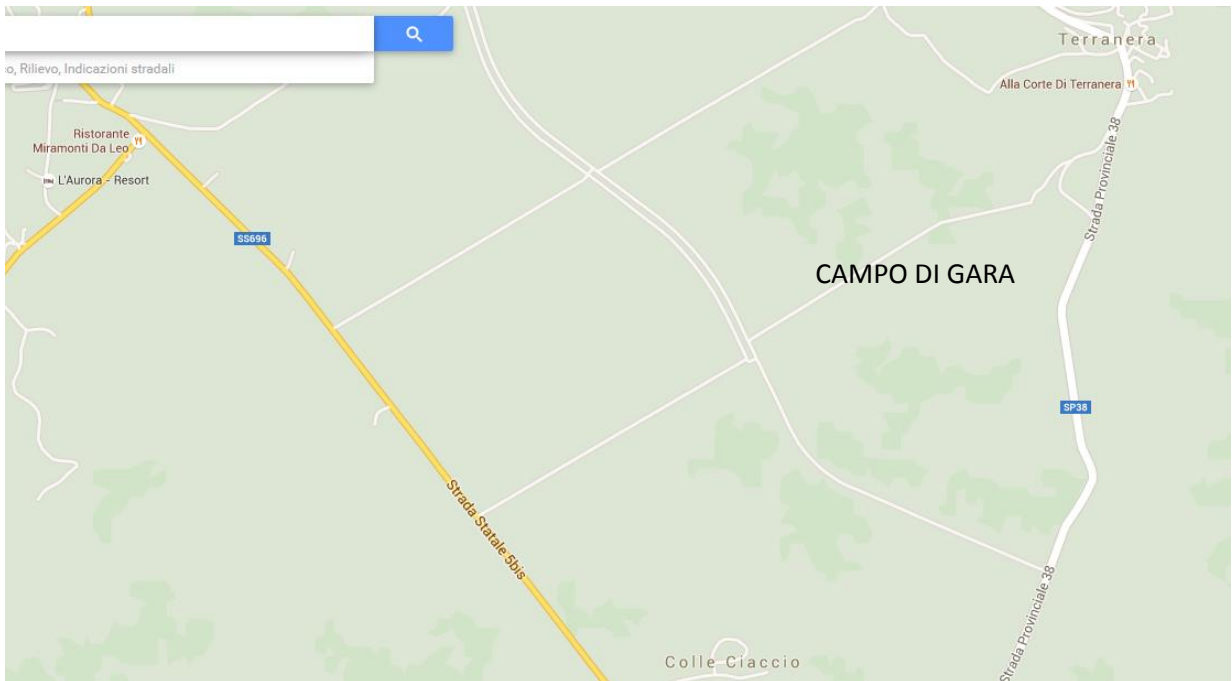 Terranera
co, Rilievo, Indicazioni stradali
Alla Corte Di Terranera
Ristorante
Miramonti Da Leo
L'Aurora - Resort
Strada Provinciale 38
SS696
CAMPO DI GARA
SP38
Strada Statale 5bis
Strada Provinciale 38
Colle Ciaccio